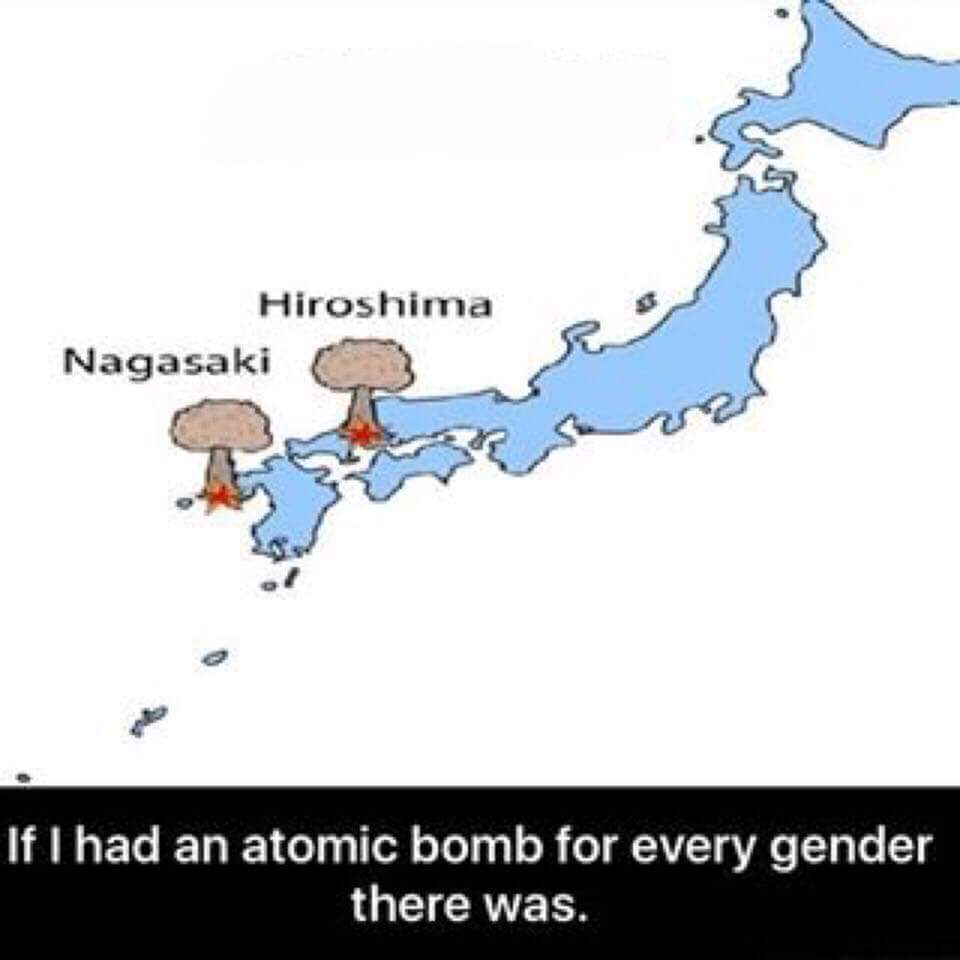 Hiroshima
Nagasaki
If I had an atomic bomb for every gender
there was.